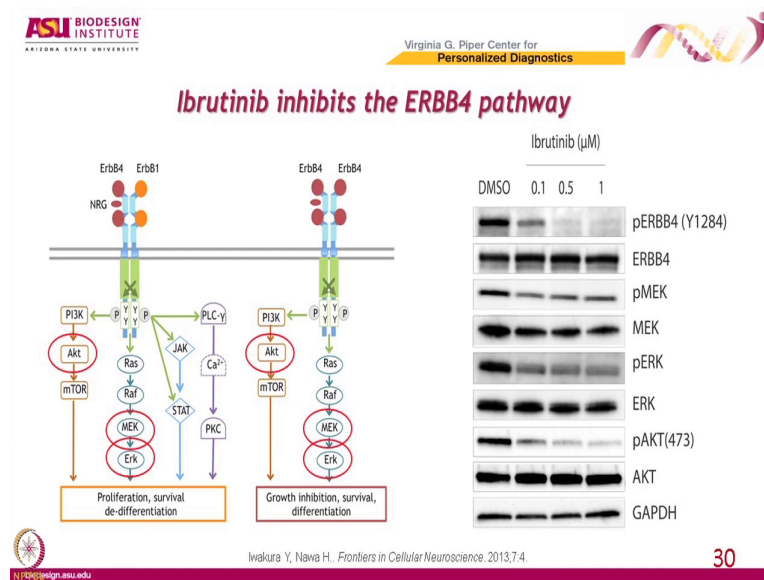 ASU BIODESIGN
INSTITUTE
ARIZONA STATE UNIVERSITY
Virginia G. Piper Center for
Personalized Diagnostics
Ibrutinib inhibits the ERBB4 pathway
ErbB4 ErbB1
NRG
P Y Y Y Y P
PI3K
Akt
mTOR
Ras
Raf
MEK
Erk
JAK
STAT
PLC-γ
Ca2+
PKC
Proliferation, survival
de-differentiation
ErbB4 ErbB4
Y Y Y Y P
PI3K
Akt
mTOR
Ras
Raf
MEK
Erk
Growth inhibition, survival,
differentiation
Ibrutinib (µM)
DMSO 0.1 0.5 1
pERBB4 (Y1284)
ERBB4
pMEK
MEK
pERK
ERK
pAKT(473)
AKT
GAPDH
Iwakura Y, Nawa H.. Frontiers in Cellular Neuroscience. 2013;7:4.
30
design.asu.edu